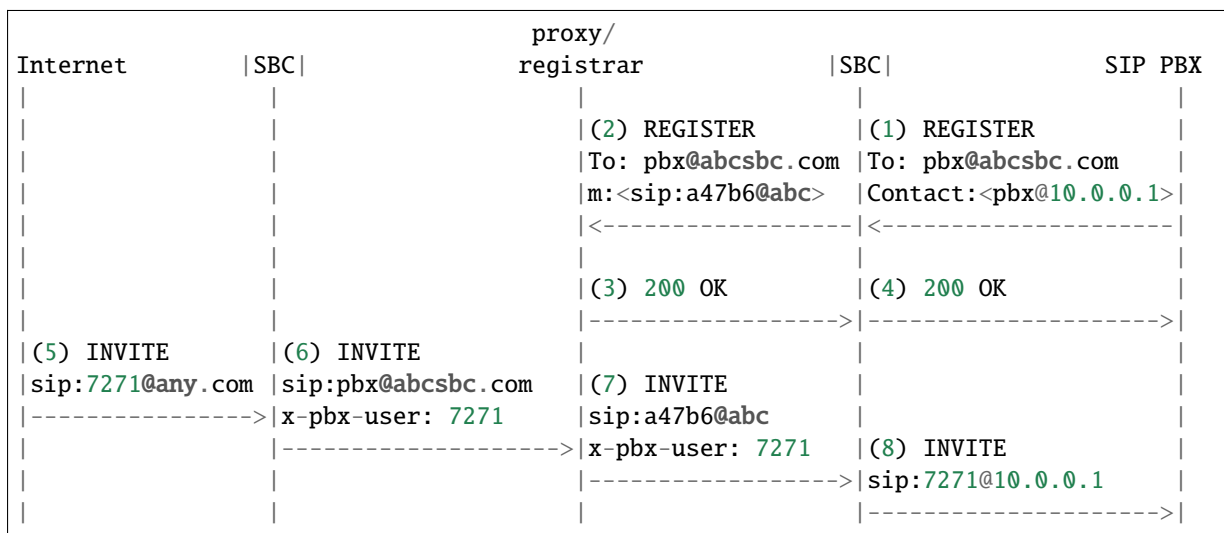 proxy/
Internet        |SBC|           registrar            |SBC|              SIP PBX
|                 |                    |                   |                      |
|                 |                    |(2) REGISTER       |(1) REGISTER          |
|                 |                    |To: pbx@abcsbc.com |To: pbx@abcsbc.com    |
|                 |                    |m:<sip:a47b6@abc>  |Contact:<pbx@10.0.0.1>|
|                 |                    |<------------------|<---------------------|
|                 |                    |                   |                      |
|                 |                    |(3) 200 OK         |(4) 200 OK            |
|                 |                    |------------------>|--------------------->|
|(5) INVITE       |(6) INVITE          |                   |                      |
|sip:7271@any.com |sip:pbx@abcsbc.com  |(7) INVITE         |                      |
|---------------->|x-pbx-user: 7271    |sip:a47b6@abc      |                      |
|                 |-------------------->|x-pbx-user: 7271   |(8) INVITE            |
|                 |                    |------------------>|sip:7271@10.0.0.1     |
|                 |                    |                   |--------------------->|